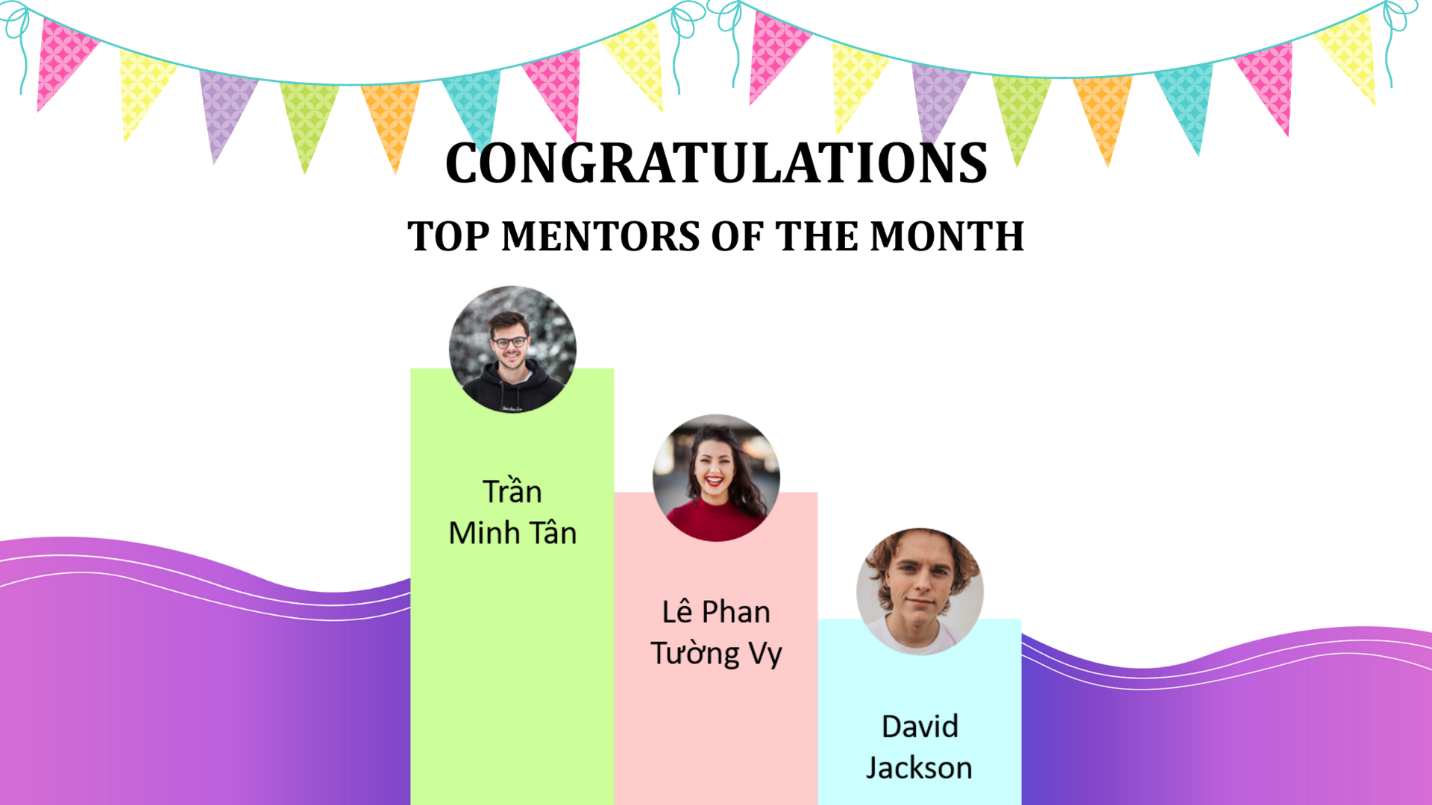 CONGRATULATIONS
TOP MENTORS OF THE MONTH
Trần
Minh Tân
Lê Phan
Tường Vy
David
Jackson